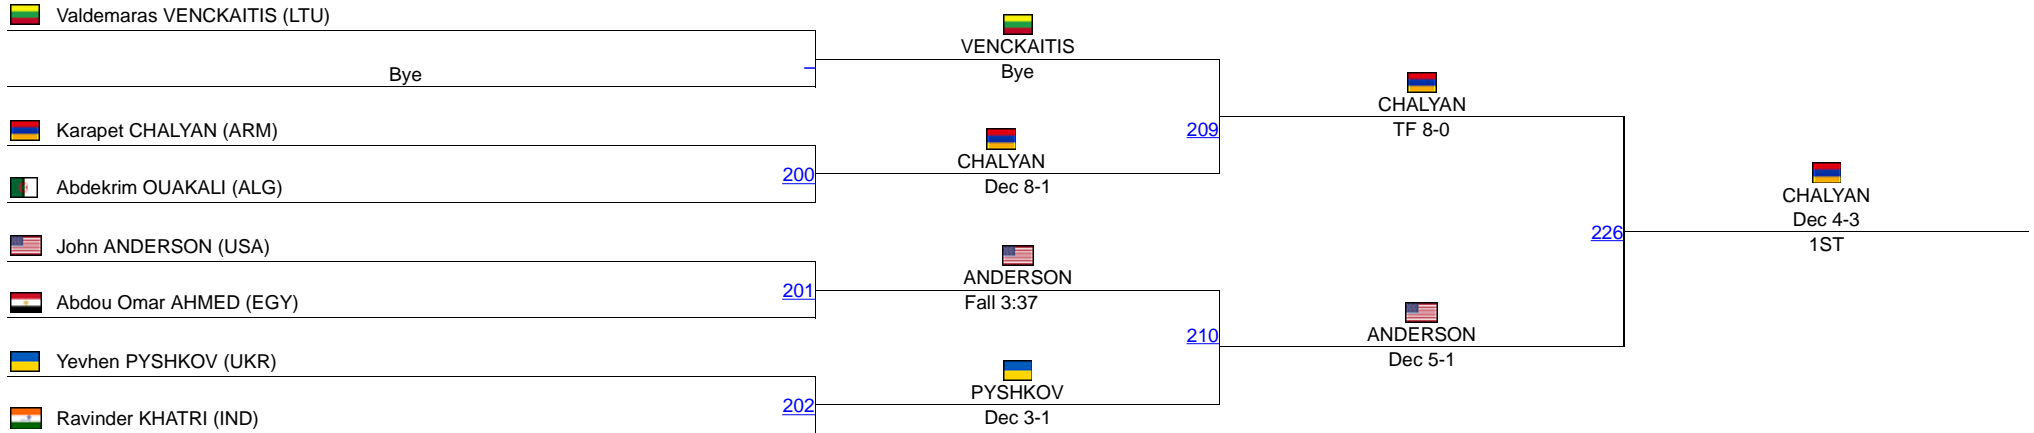 Valdemaras VENCKAITIS (LTU)
Bye
Karapet CHALYAN (ARM)
Abdekrim OUAKALI (ALG)
John ANDERSON (USA)
Abdou Omar AHMED (EGY)
Yevhen PYSHKOV (UKR)
Ravinder KHATRI (IND)
200
201
202
VENCKAITIS
Bye
CHALYAN
Dec 8-1
ANDERSON
Fall 3:37
PYSHKOV
Dec 3-1
209
210
CHALYAN
TF 8-0
ANDERSON
Dec 5-1
226
CHALYAN
Dec 4-3
1ST